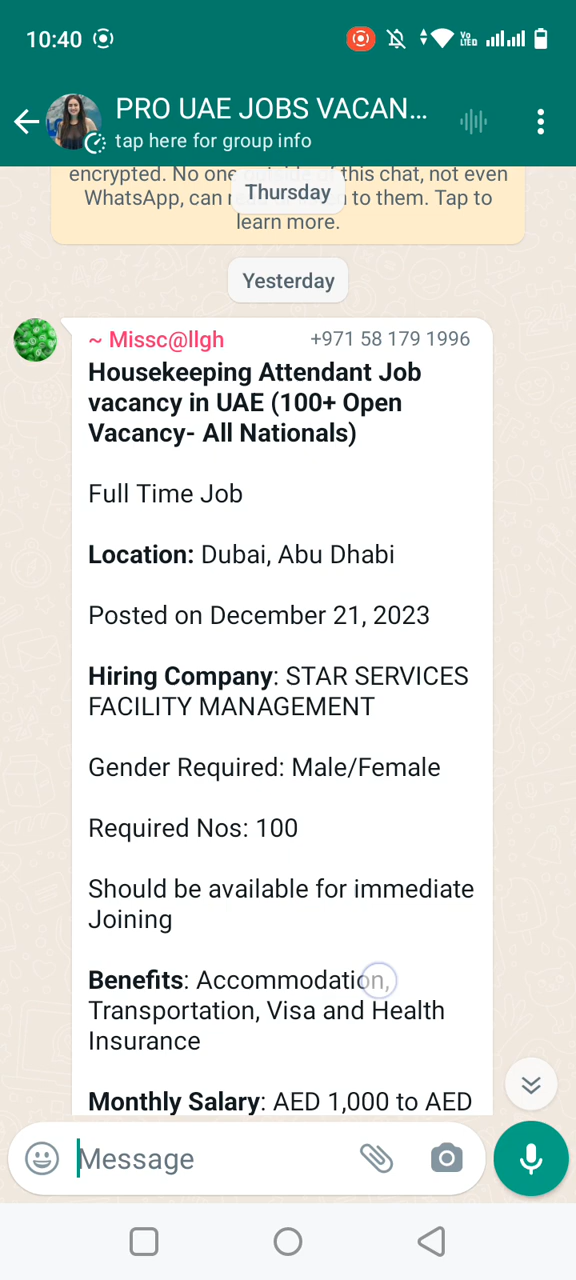 10:40
Vo
LTED
PRO UAE JOBS VACAN...
tap here for group info
encrypted. No one outside of this chat, not even
Thursday
WhatsApp, can to them. Tap to
learn more.
Yesterday
~ Missc@llgh +971 58 179 1996
Housekeeping Attendant Job
vacancy in UAE (100+ Open
Vacancy- All Nationals)
Full Time Job
Location: Dubai, Abu Dhabi
Posted on December 21, 2023
Hiring Company: STAR SERVICES
FACILITY MANAGEMENT
Gender Required: Male/Female
Required Nos: 100
Should be available for immediate
Joining
Benefits: Accommodation,
Transportation, Visa and Health
Insurance
Monthly Salary: AED 1,000 to AED
Message